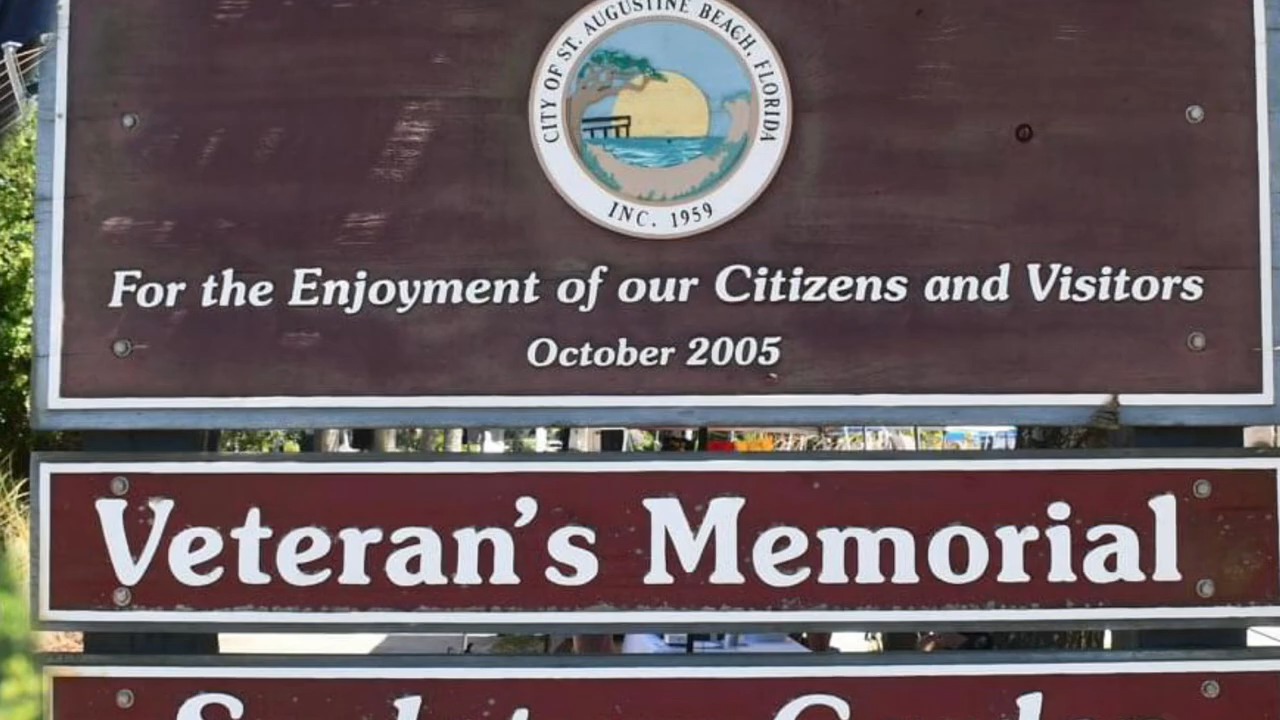 CITY OF ST. AUGUSTINE BEACH, FLORIDA
INC. 1959
For the Enjoyment of our Citizens and Visitors
October 2005
Veteran's Memorial